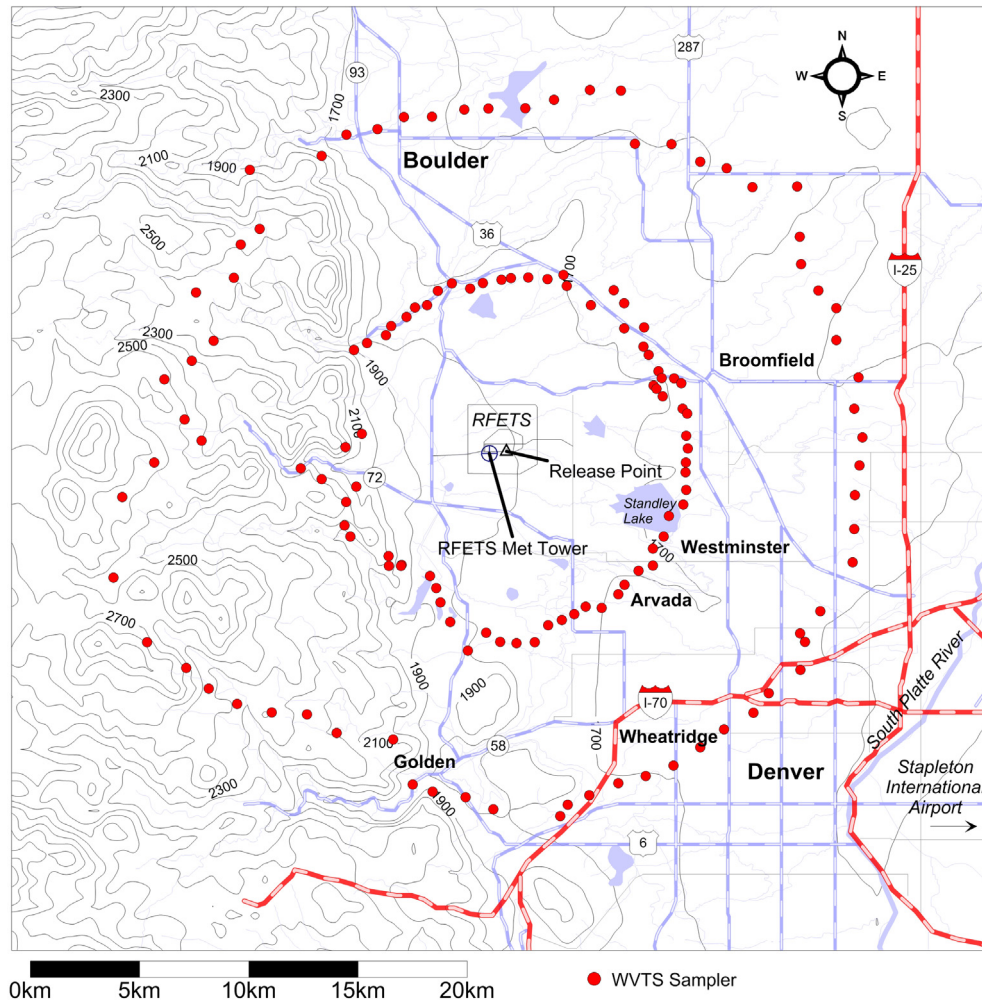 N
W E
S
2300
93
287
1700
2100
1900
Boulder
2500
36
1700
I-25
2300
2500
1900
Broomfield
2100
RFETS
Release Point
72
Standley
Lake
RFETS Met Tower
1700
Westminster
2500
Arvada
2700
1900
1900
South Platte River
I-70
700
Wheatridge
2100
58
Golden
Denver
Stapleton
International
Airport
2300
1900
6
0km 5km 10km 15km 20km
WVTS Sampler